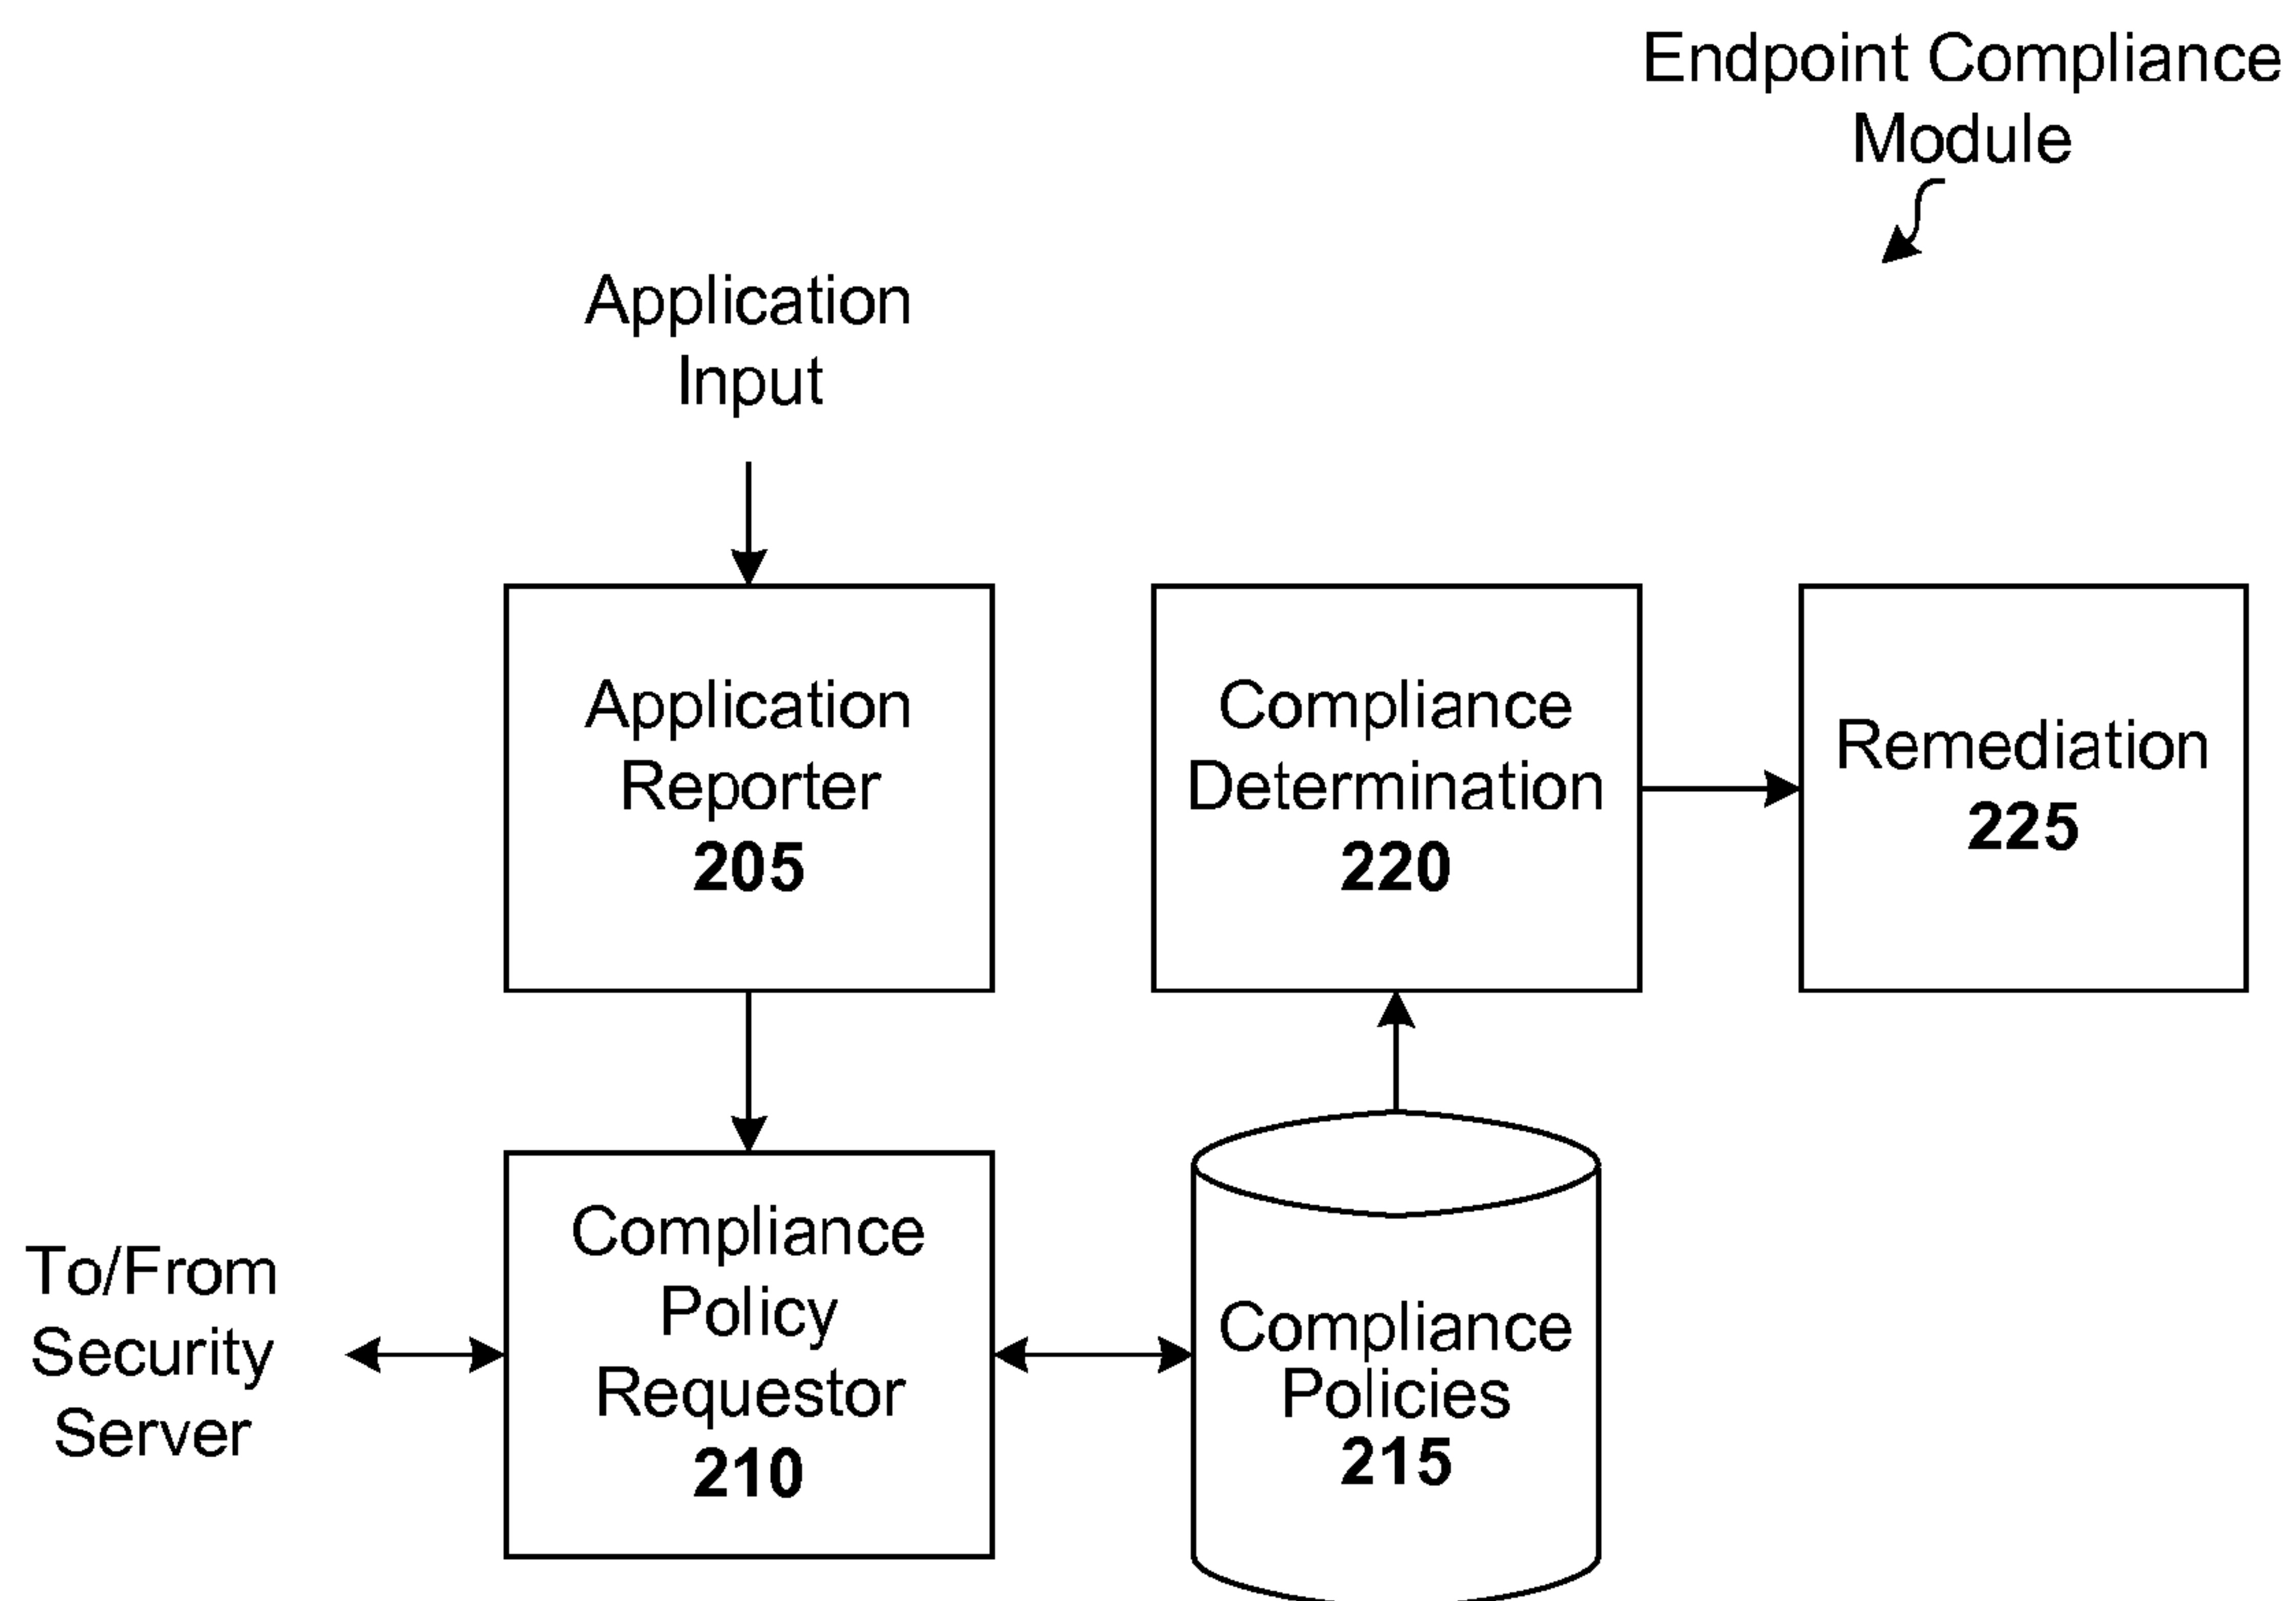 Endpoint Compliance
Module
Application
Input
Application
Reporter
205
Compliance
Determination
220
Remediation
225
To/From
Security
Server
Compliance
Policy
Requestor
210
Compliance
Policies
215